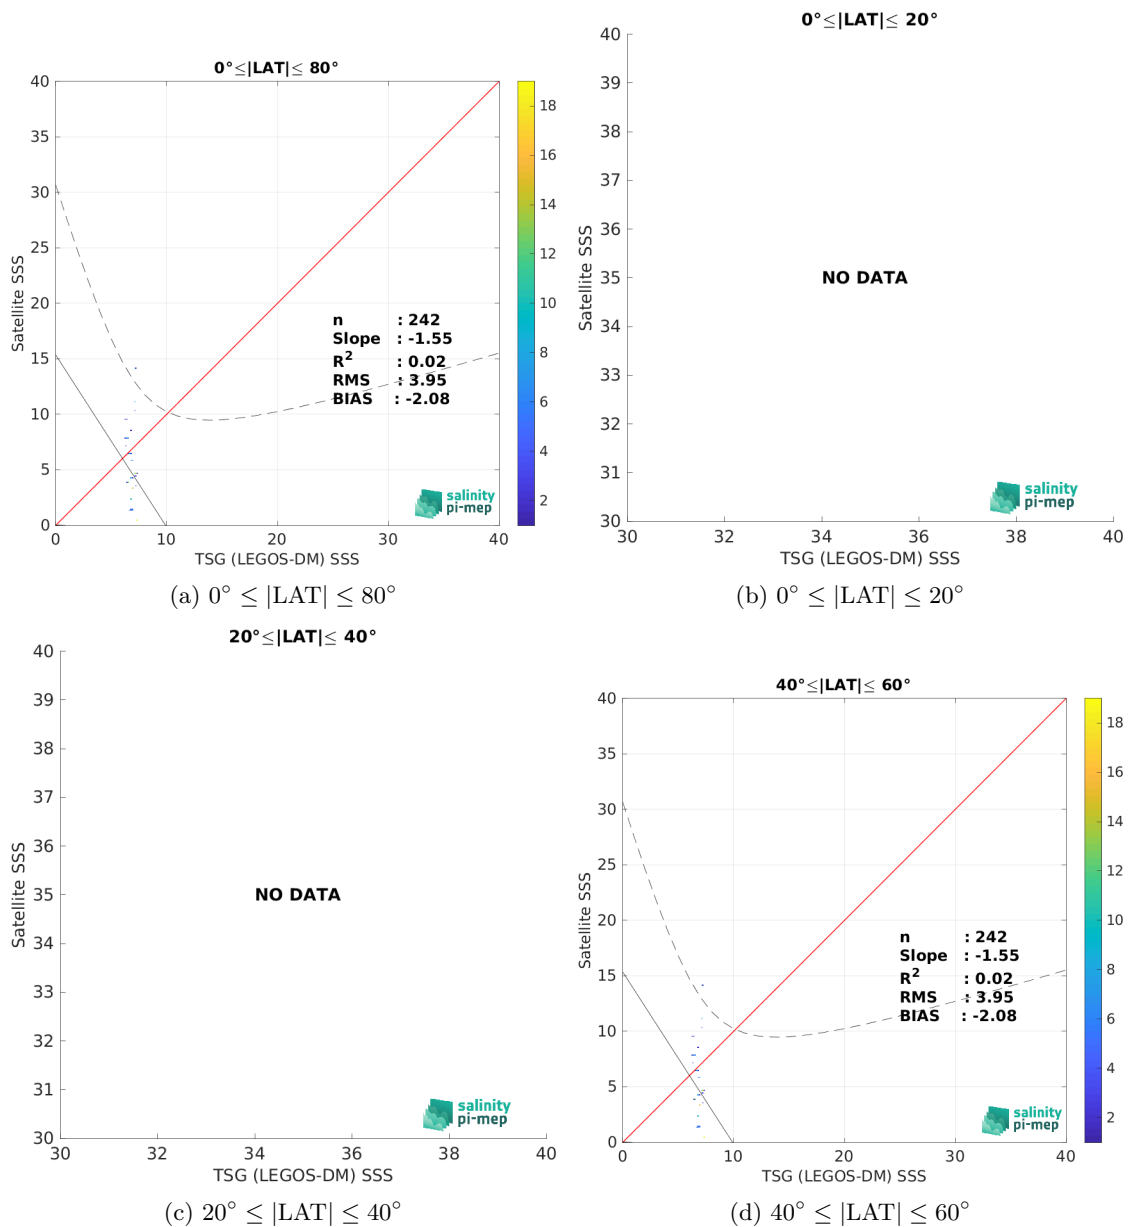 0°≤|LAT|≤ 80°
40
35
30
25
20
15
10
5
0
Satellite SSS
n : 242
Slope : -1.55
R² : 0.02
RMS : 3.95
BIAS : -2.08
salinity
pi-mep
0 10 20 30 40
TSG (LEGOS-DM) SSS
18
16
14
12
10
8
6
4
2
(a) 0° ≤ |LAT| ≤ 80°
0°≤|LAT|≤ 20°
40
39
38
37
36
35
34
33
32
31
30
Satellite SSS
NO DATA
salinity
pi-mep
30 32 34 36 38 40
TSG (LEGOS-DM) SSS
(b) 0° ≤ |LAT| ≤ 20°
20°≤|LAT|≤ 40°
40
39
38
37
36
35
34
33
32
31
30
Satellite SSS
NO DATA
salinity
pi-mep
30 32 34 36 38 40
TSG (LEGOS-DM) SSS
(c) 20° ≤ |LAT| ≤ 40°
40°≤|LAT|≤ 60°
40
35
30
25
20
15
10
5
0
Satellite SSS
n : 242
Slope : -1.55
R² : 0.02
RMS : 3.95
BIAS : -2.08
salinity
pi-mep
0 10 20 30 40
TSG (LEGOS-DM) SSS
18
16
14
12
10
8
6
4
2
(d) 40° ≤ |LAT| ≤ 60°